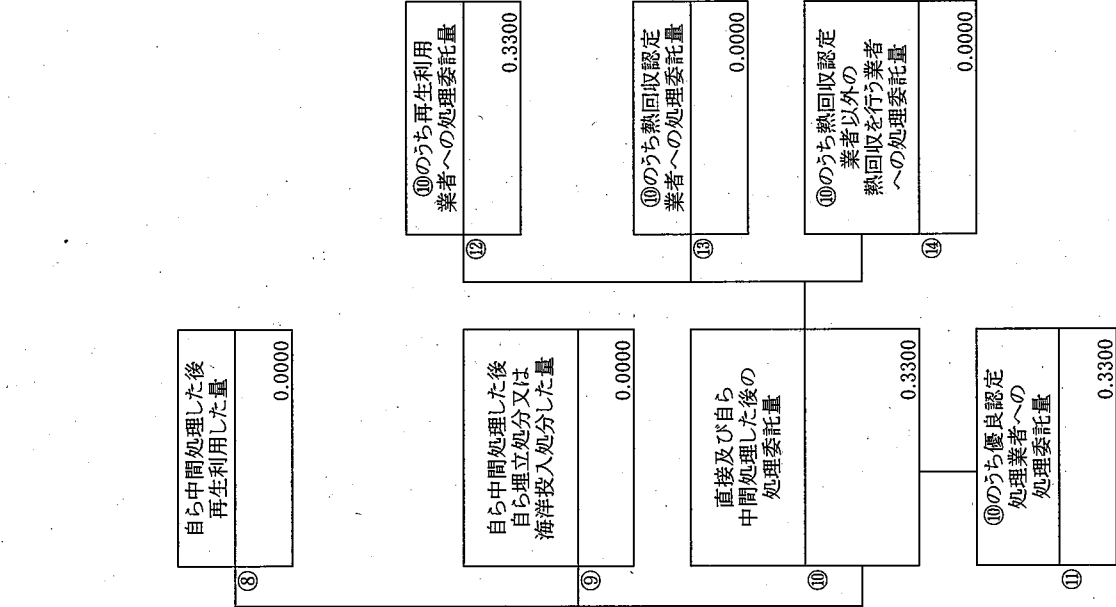 ⑧
自ら中間処理した後
再生利用した量
0.0000
⑨
自ら中間処理した後
自ら埋立処分又は
海洋投入処分した量
0.0000
⑩
直接及び自ら
中間処理した後の
処理委託量
0.3300
⑪
⑩のうち優良認定
処理業者への
処理委託量
0.3300
⑫
⑩のうち再生利用
業者への処理委託量
0.3300
⑬
⑩のうち熱回収認定
業者への処理委託量
0.0000
⑭
⑩のうち熱回収認定
業者以外の
熱回収を行う業者
への処理委託量
0.0000